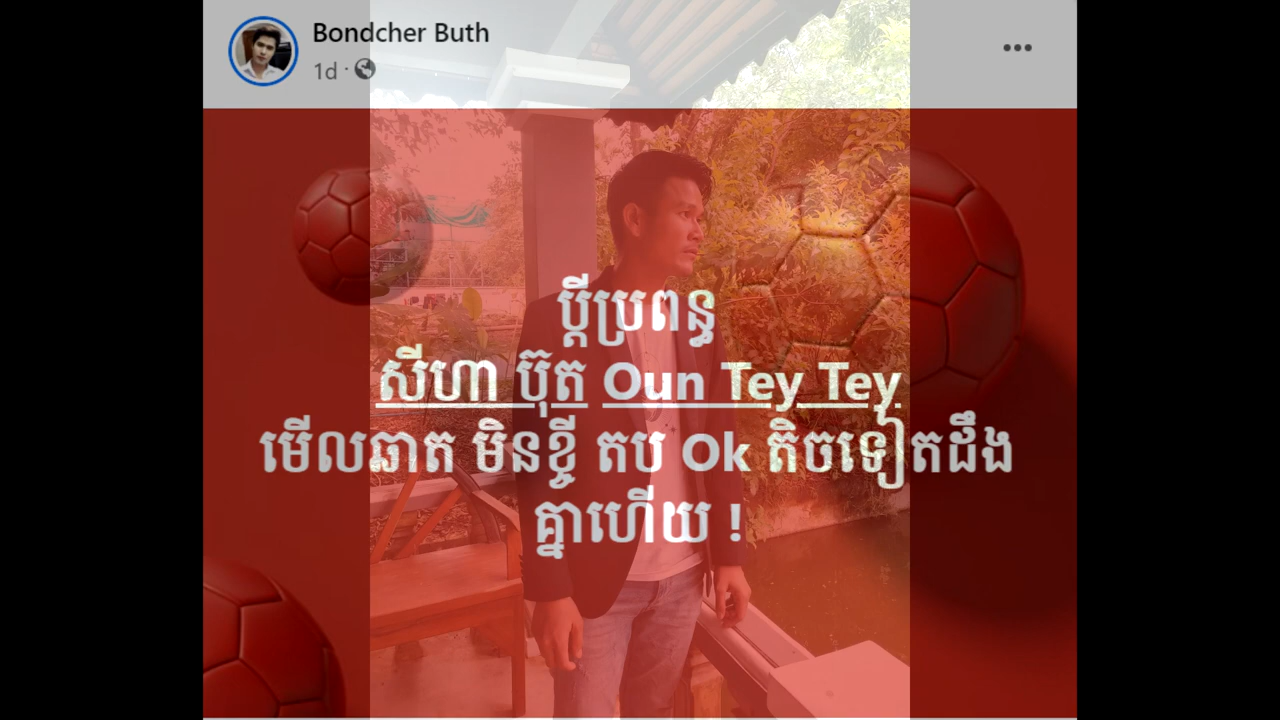 Bondcher Buth
1d ·
ប្ដីប្រពន្ធ
សីហា ប៊ុត Oun Tey Tey
មើលឆាត មិនខ្ចី តប Ok តិចទៀតដឹង
គ្នាហើយ !